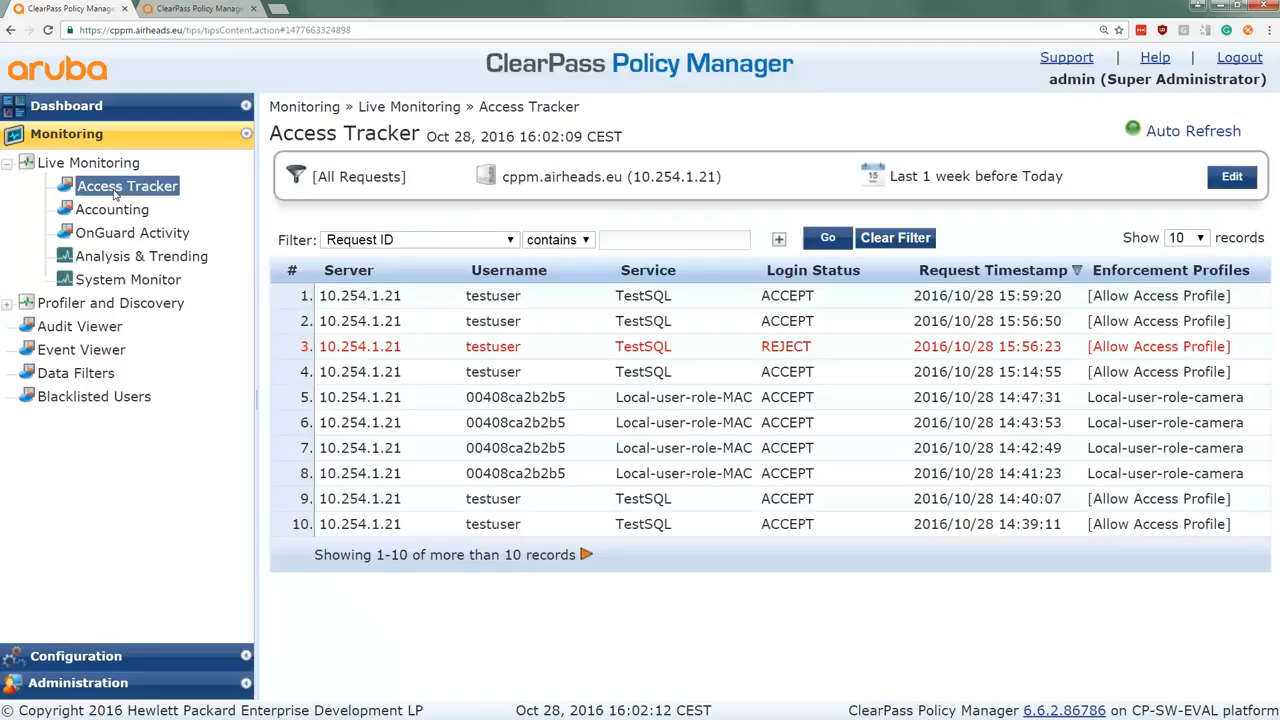 ClearPass Policy Manager
ClearPass Policy Manager
https://cppm.airheads.eu/tips/tipsContent.action#1477663324898
aruba
ClearPass Policy Manager
Support | Help | Logout
admin (Super Administrator)
Dashboard
Monitoring
Live Monitoring
Access Tracker
Accounting
OnGuard Activity
Analysis & Trending
System Monitor
Profiler and Discovery
Audit Viewer
Event Viewer
Data Filters
Blacklisted Users
Configuration
Administration
Monitoring » Live Monitoring » Access Tracker
Access Tracker Oct 28, 2016 16:02:09 CEST
Auto Refresh
[All Requests] cppm.airheads.eu (10.254.1.21) 15 Last 1 week before Today Edit
Filter: Request ID contains + Go Clear Filter Show 10 records
# Server Username Service Login Status Request Timestamp Enforcement Profiles
1. 10.254.1.21 testuser TestSQL ACCEPT 2016/10/28 15:59:20 [Allow Access Profile]
2. 10.254.1.21 testuser TestSQL ACCEPT 2016/10/28 15:56:50 [Allow Access Profile]
3. 10.254.1.21 testuser TestSQL REJECT 2016/10/28 15:56:23 [Allow Access Profile]
4. 10.254.1.21 testuser TestSQL ACCEPT 2016/10/28 15:14:55 [Allow Access Profile]
5. 10.254.1.21 00408ca2b2b5 Local-user-role-MAC ACCEPT 2016/10/28 14:47:31 Local-user-role-camera
6. 10.254.1.21 00408ca2b2b5 Local-user-role-MAC ACCEPT 2016/10/28 14:43:53 Local-user-role-camera
7. 10.254.1.21 00408ca2b2b5 Local-user-role-MAC ACCEPT 2016/10/28 14:42:49 Local-user-role-camera
8. 10.254.1.21 00408ca2b2b5 Local-user-role-MAC ACCEPT 2016/10/28 14:41:23 Local-user-role-camera
9. 10.254.1.21 testuser TestSQL ACCEPT 2016/10/28 14:40:07 [Allow Access Profile]
10. 10.254.1.21 testuser TestSQL ACCEPT 2016/10/28 14:39:11 [Allow Access Profile]
Showing 1-10 of more than 10 records
© Copyright 2016 Hewlett Packard Enterprise Development LP Oct 28, 2016 16:02:12 CEST ClearPass Policy Manager 6.6.2.86786 on CP-SW-EVAL platform